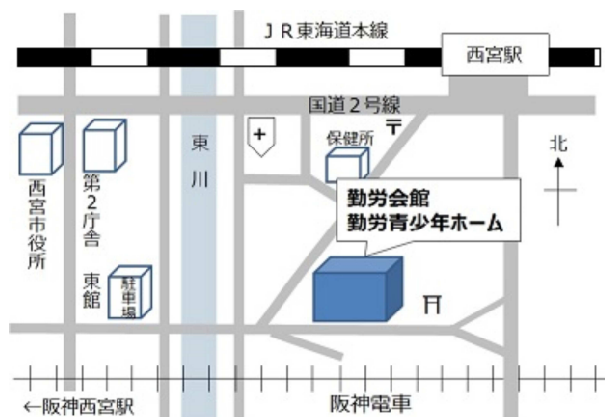 JR東海道本線
西宮駅
国道2号線
保健所
〒
北
東川
西宮市役所
第2庁舎
勤労会館
勤労青少年ホーム
東館
駐車場
←阪神西宮駅
阪神電車